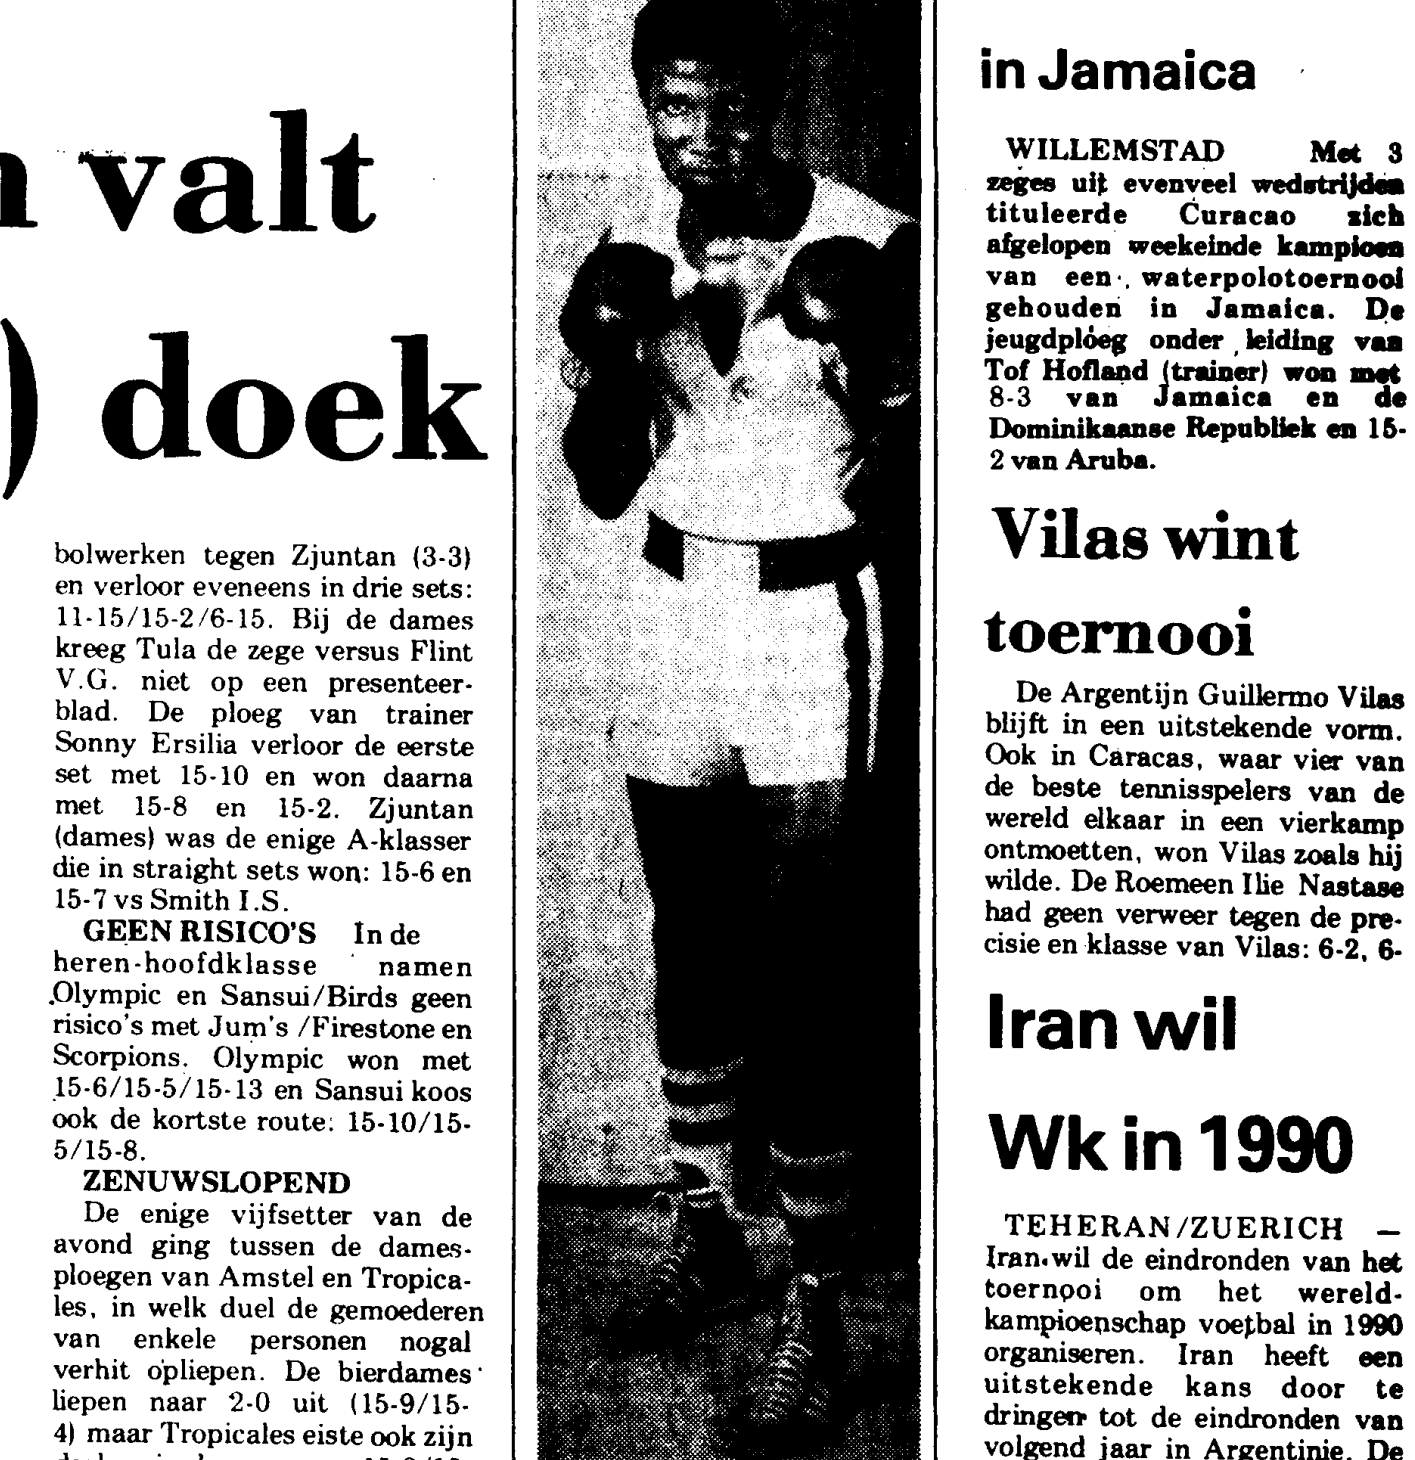 valt
) doek
bolwerken tegen Zjuntan (3-3)
en verloor eveneens in drie sets:
11-15/15-2/6-15. Bij de dames
kreeg Tula de zege versus Flint
V.G. niet op een presenteer-
blad. De ploeg van trainer
Sonny Ersilia verloor de eerste
set met 15-10 en won daarna
met 15-8 en 15-2. Zjuntan
(dames) was de enige A-klasser
die in straight sets won: 15-6 en
15-7 vs Smith I.S.
GEEN RISICO'S In de
heren-hoofdklasse namen
Olympic en Sansui/Birds geen
risico's met Jum's /Firestone en
Scorpions. Olympic won met
15-6/15-5/15-13 en Sansui koos
ook de kortste route: 15-10/15-
5/15-8.
ZENUWSLOPEND
De enige vijfsetter van de
avond ging tussen de dames-
ploegen van Amstel en Tropica-
les, in welk duel de gemoederen
van enkele personen nogal
verhit opliepen. De bierdames
liepen naar 2-0 uit (15-9/15-
4) maar Tropicales eiste ook zijn
in Jamaica
WILLEMSTAD Met 3
zeges uit evenveel wedstrijden
tituleerde Curacao zich
afgelopen weekeinde kampioen
van een waterpolotoernooi
gehouden in Jamaica. De
jeugdploeg onder leiding van
Tof Hofland (trainer) won met
8-3 van Jamaica en de
Dominikaanse Republiek en 15-
2 van Aruba.
Vilas wint
toernooi
De Argentijn Guillermo Vilas
blijft in een uitstekende vorm.
Ook in Caracas, waar vier van
de beste tennisspelers van de
wereld elkaar in een vierkamp
ontmoetten, won Vilas zoals hij
wilde. De Roemeen Ilie Nastase
had geen verweer tegen de pre-
cisie en klasse van Vilas: 6-2, 6-
Iran wil
Wk in 1990
TEHERAN/ZUERICH —
Iran wil de eindronden van het
toernooi om het wereld-
kampioenschap voetbal in 1990
organiseren. Iran heeft een
uitstekende kans door te
dringen tot de eindronden van
volgend jaar in Argentinie. De